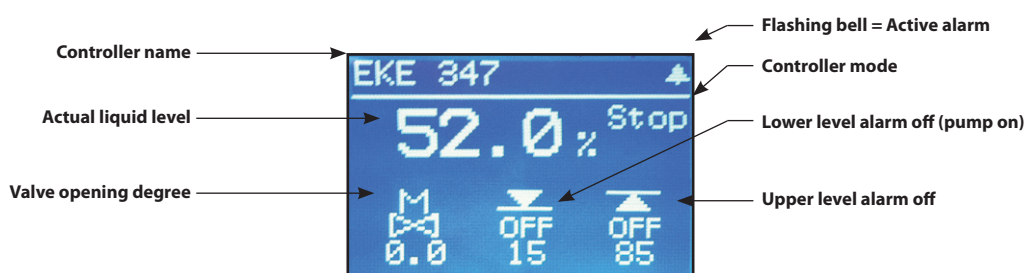 Flashing bell = Active alarm
Controller name
EKE 347
Controller mode
Actual liquid level
52.0 %
Stop
Lower level alarm off (pump on)
Valve opening degree
M
OFF
OFF
Upper level alarm off
0.0
15
85